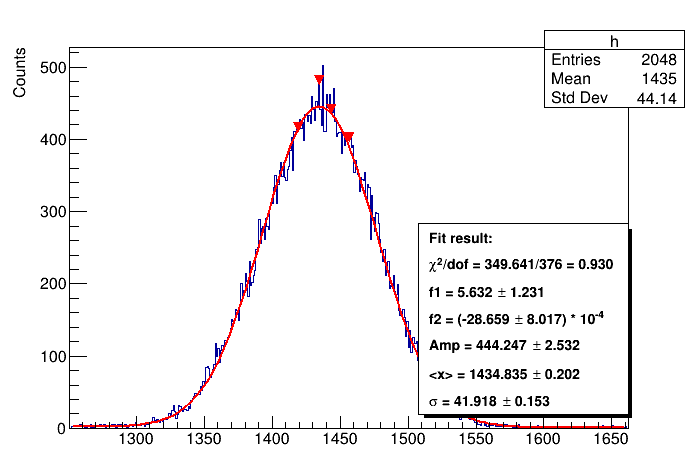 h
Entries 2048
Mean 1435
Std Dev 44.14
Counts
500
400
300
200
100
0
Fit result:
χ²/dof = 349.641/376 = 0.930
f1 = 5.632 ± 1.231
f2 = (-28.659 ± 8.017) * 10⁻⁴
Amp = 444.247 ± 2.532
<x> = 1434.835 ± 0.202
σ = 41.918 ± 0.153
1300 1350 1400 1450 1500 1550 1600 1650